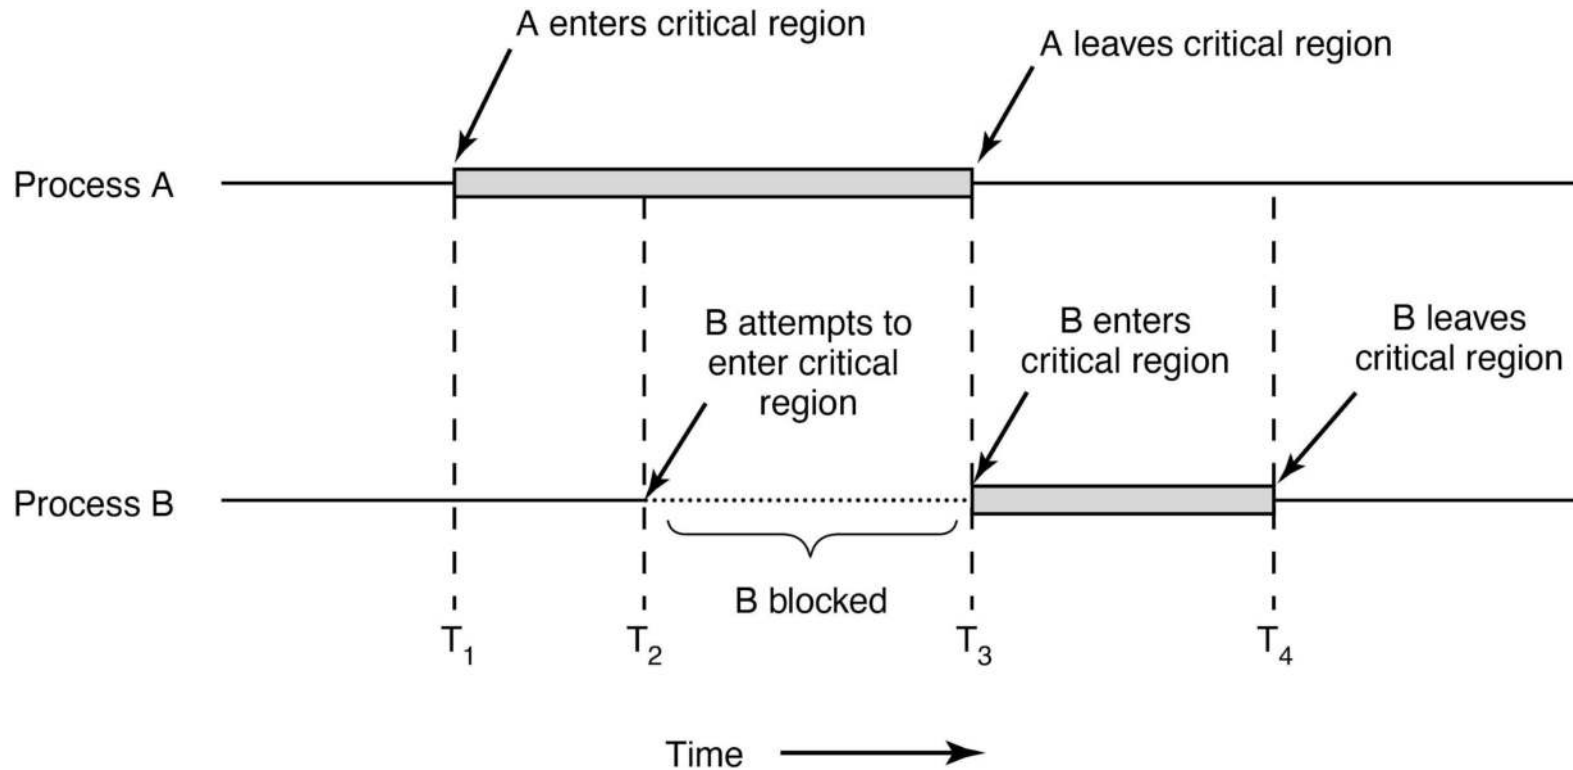 A enters critical region
A leaves critical region
Process A
B attempts to
enter critical
region
B enters
critical region
B leaves
critical region
Process B
B blocked
T1
T2
T3
T4
Time